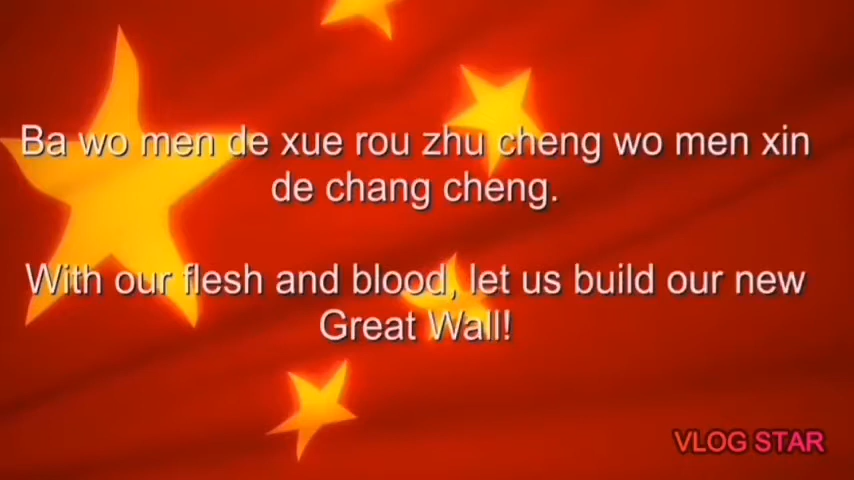 Ba wo men de xue rou zhu cheng wo men xin
de chang cheng.
With our flesh and blood, let us build our new
Great Wall!
VLOG STAR